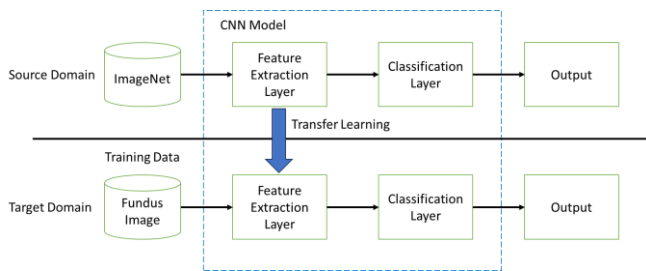 CNN Model
Source Domain
ImageNet
Feature
Extraction
Layer
Classification
Layer
Output
Transfer Learning
Training Data
Target Domain
Fundus
Image
Feature
Extraction
Layer
Classification
Layer
Output